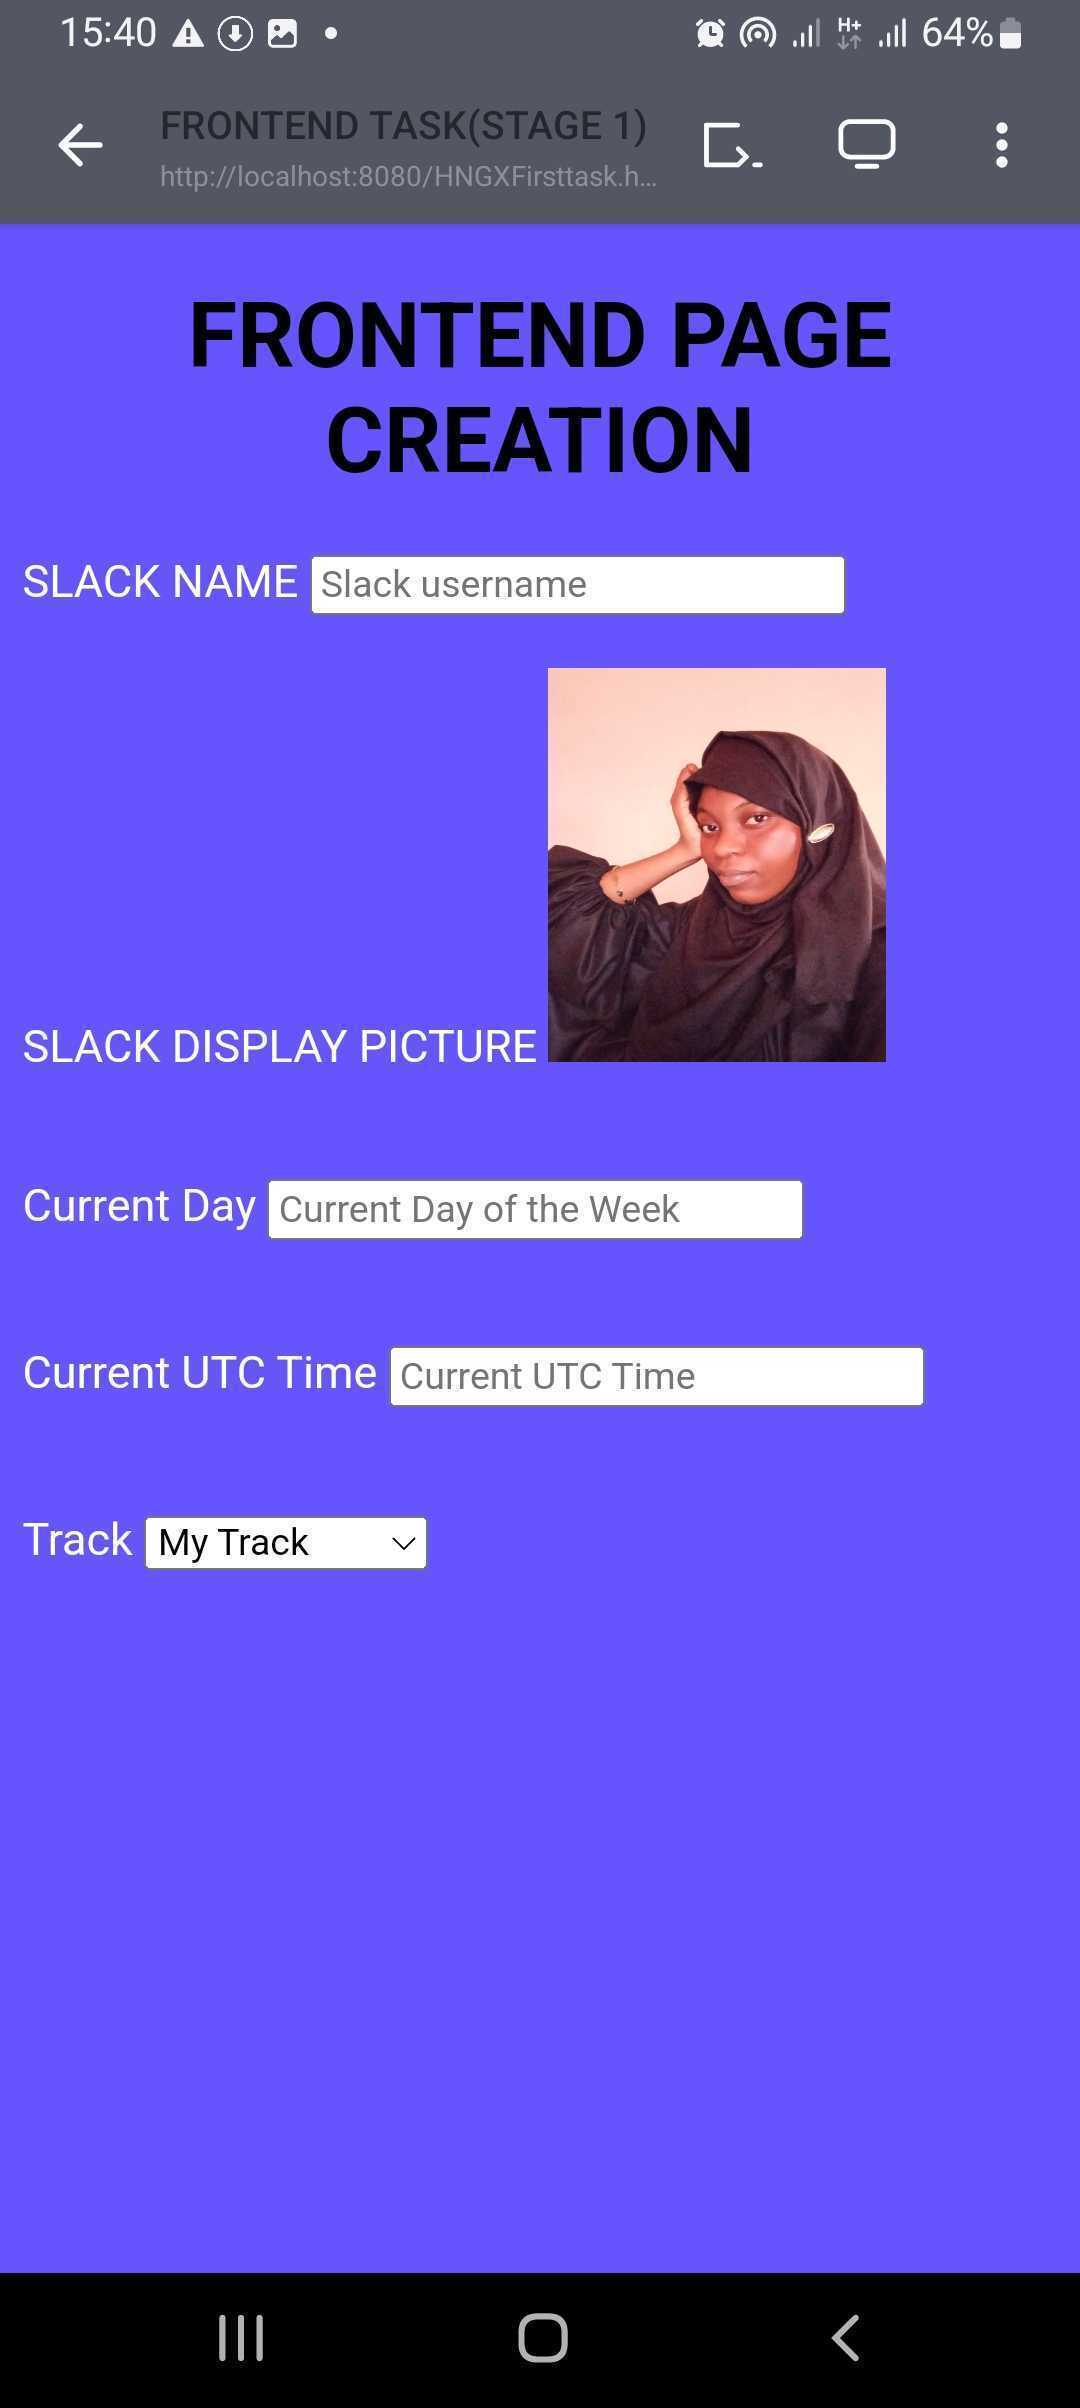 15:40 H+ 64%
FRONTEND TASK(STAGE 1)
http://localhost:8080/HNGXFirsttask.h...
FRONTEND PAGE
CREATION
SLACK NAME Slack username
SLACK DISPLAY PICTURE
Current Day Current Day of the Week
Current UTC Time Current UTC Time
Track My Track